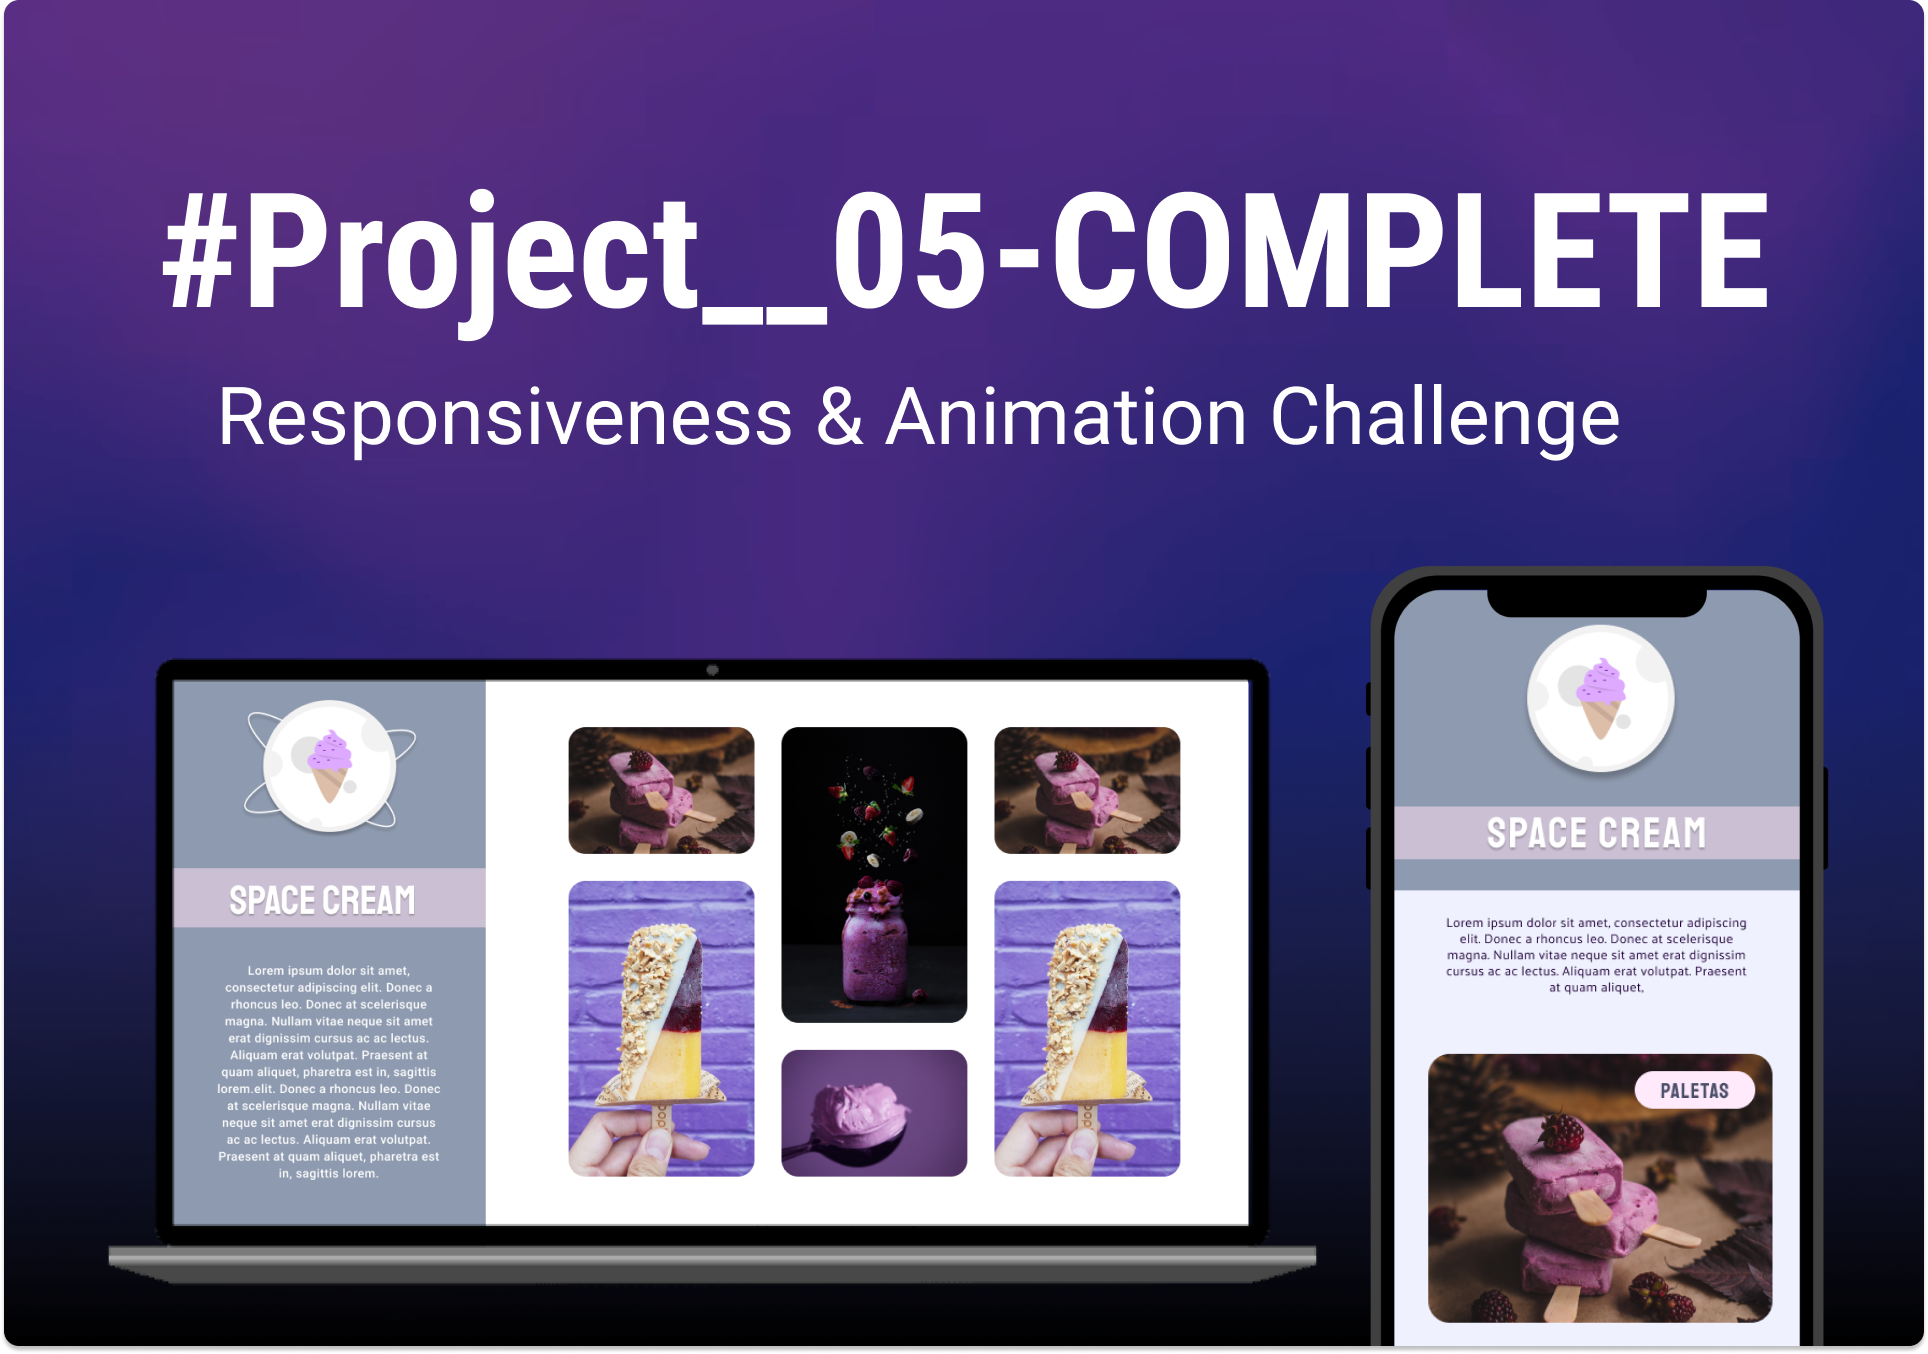 #Project__05-COMPLETE
Responsiveness & Animation Challenge
SPACE CREAM
Lorem ipsum dolor sit amet,
consectetur adipiscing elit. Donec a
rhoncus leo. Donec at scelerisque
magna. Nullam vitae neque sit amet
erat dignissim cursus ac ac lectus.
Aliquam erat volutpat. Praesent at
quam aliquet, pharetra est in, sagittis
lorem.elit. Donec a rhoncus leo. Donec
at scelerisque magna. Nullam vitae
neque sit amet erat dignissim cursus
ac ac lectus. Aliquam erat volutpat.
Praesent at quam aliquet, pharetra est
in, sagittis lorem.
SPACE CREAM
Lorem ipsum dolor sit amet, consectetur adipiscing
elit. Donec a rhoncus leo. Donec at scelerisque
magna. Nullam vitae neque sit amet erat dignissim
cursus ac ac lectus. Aliquam erat volutpat. Praesent
at quam aliquet,
PALETAS